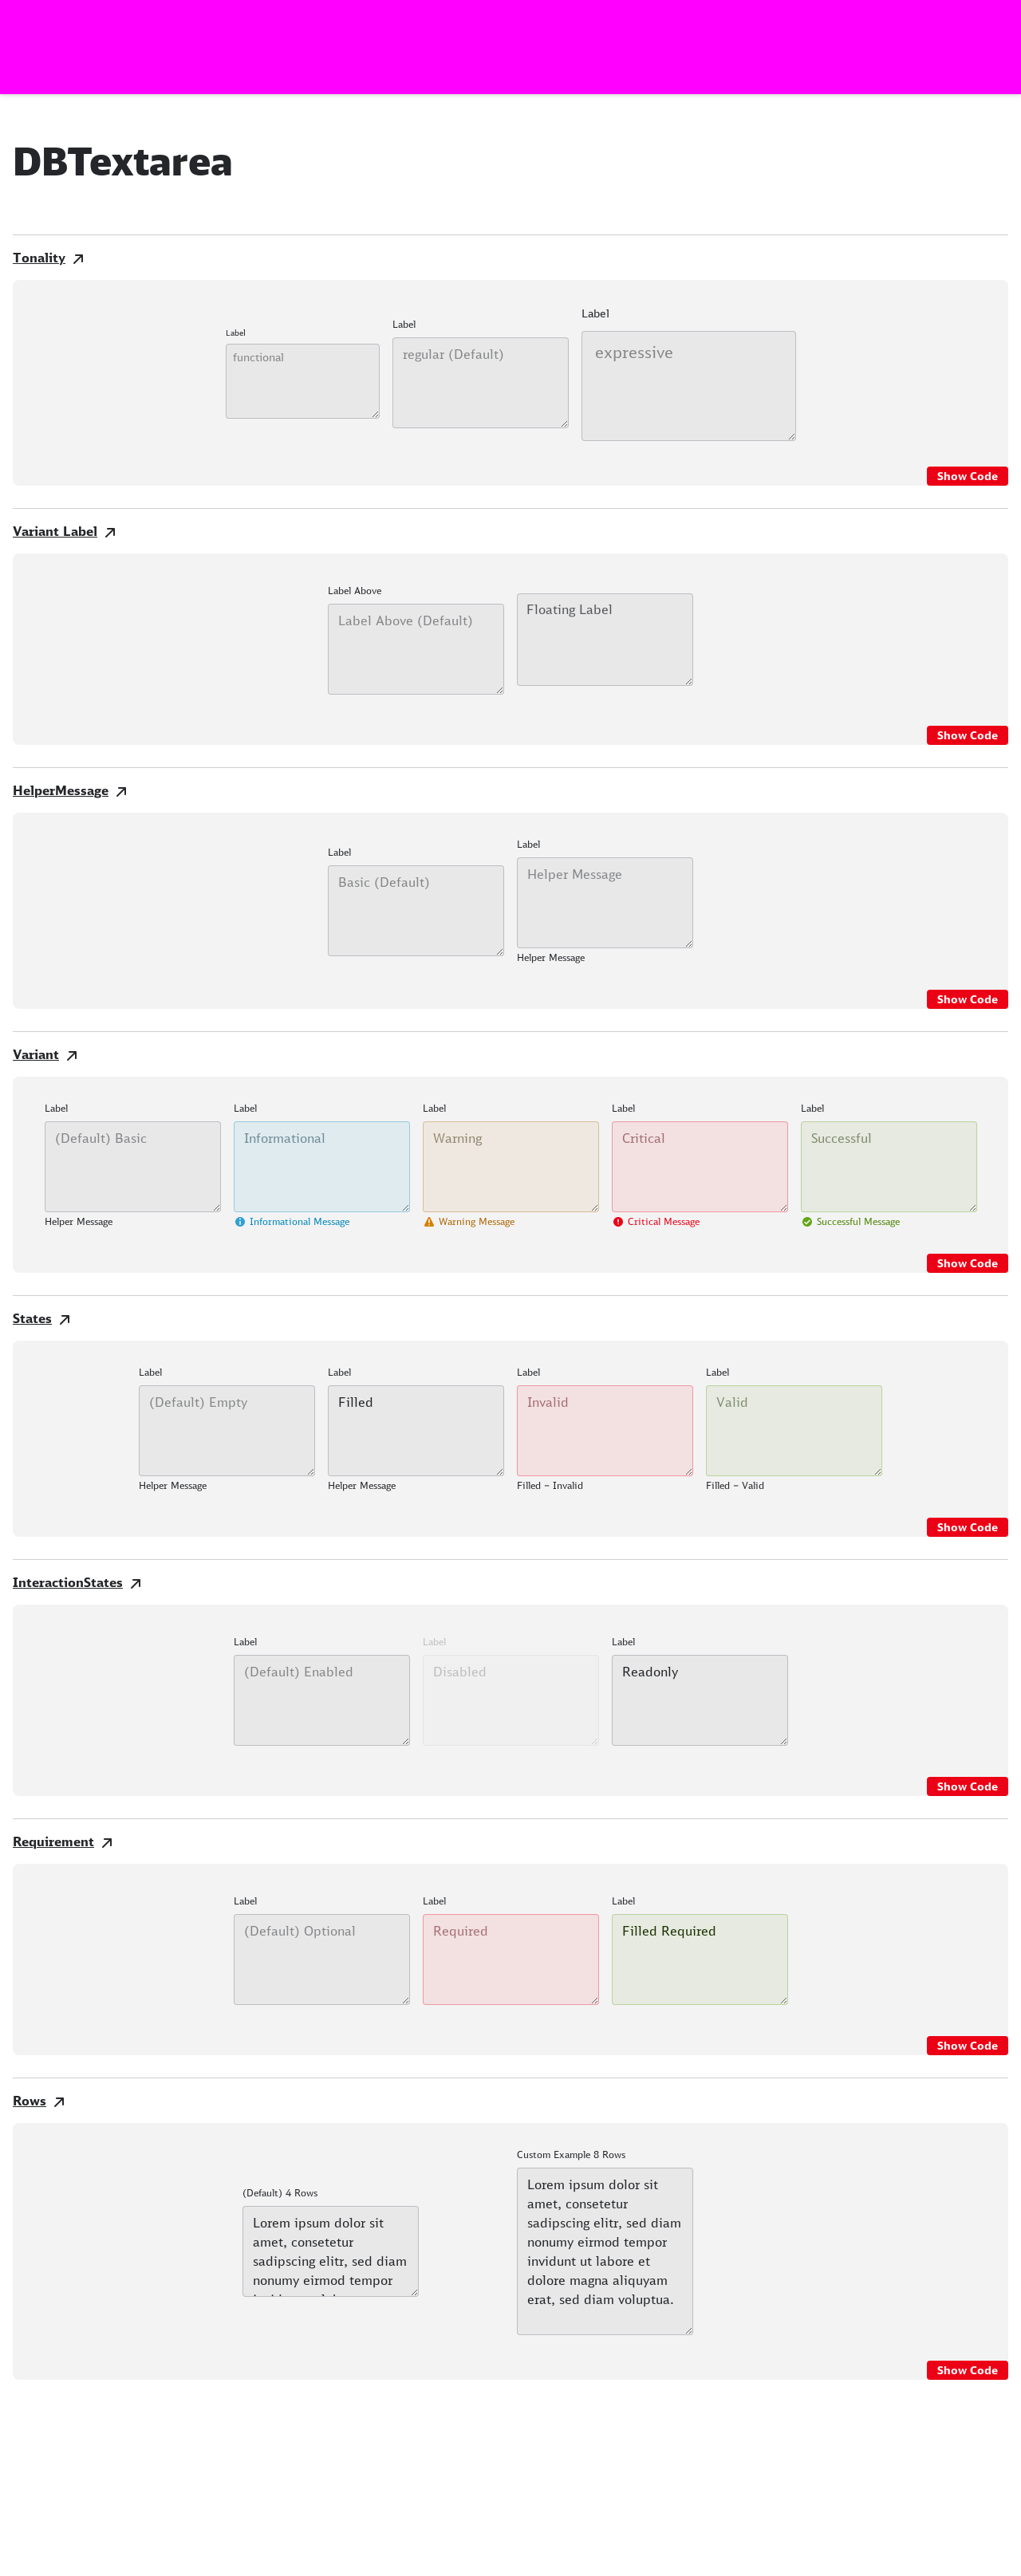 DBTextarea
Tonality
Label
functional
Label
regular (Default)
Label
expressive
Show Code
Variant Label
Label Above
Label Above (Default)
Floating Label
Show Code
HelperMessage
Label
Basic (Default)
Label
Helper Message
Helper Message
Show Code
Variant
Label
(Default) Basic
Helper Message
Label
Informational
Informational Message
Label
Warning
Warning Message
Label
Critical
Critical Message
Label
Successful
Successful Message
Show Code
States
Label
(Default) Empty
Helper Message
Label
Filled
Helper Message
Label
Invalid
Filled – Invalid
Label
Valid
Filled – Valid
Show Code
InteractionStates
Label
(Default) Enabled
Label
Disabled
Label
Readonly
Show Code
Requirement
Label
(Default) Optional
Label
Required
Label
Filled Required
Show Code
Rows
(Default) 4 Rows
Lorem ipsum dolor sit
amet, consetetur
sadipscing elitr, sed diam
nonumy eirmod tempor
Custom Example 8 Rows
Lorem ipsum dolor sit
amet, consetetur
sadipscing elitr, sed diam
nonumy eirmod tempor
invidunt ut labore et
dolore magna aliquyam
erat, sed diam voluptua.
Show Code